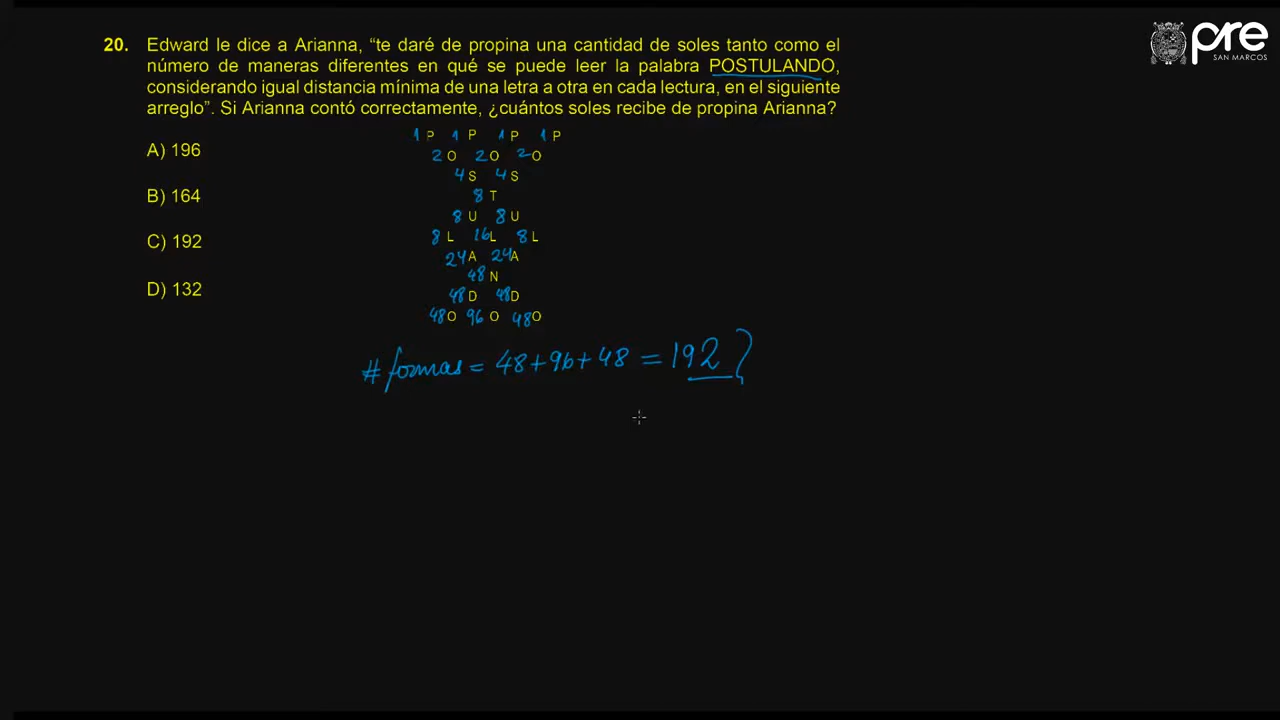 20. Edward le dice a Arianna, “te daré de propina una cantidad de soles tanto como el
número de maneras diferentes en qué se puede leer la palabra POSTULANDO,
considerando igual distancia mínima de una letra a otra en cada lectura, en el siguiente
arreglo”. Si Arianna contó correctamente, ¿cuántos soles recibe de propina Arianna?
pre
SAN MARCOS
A) 196
B) 164
C) 192
D) 132
1 P 1 P 1 P 1 P
2 O 2 O 2 O
4 S 4 S
8 T
8 U 8 U
8 L 16 L 8 L
24 A 24 A
48 N
48 D 48 D
48 O 96 O 48 O
# formas = 48 + 96 + 48 = 192